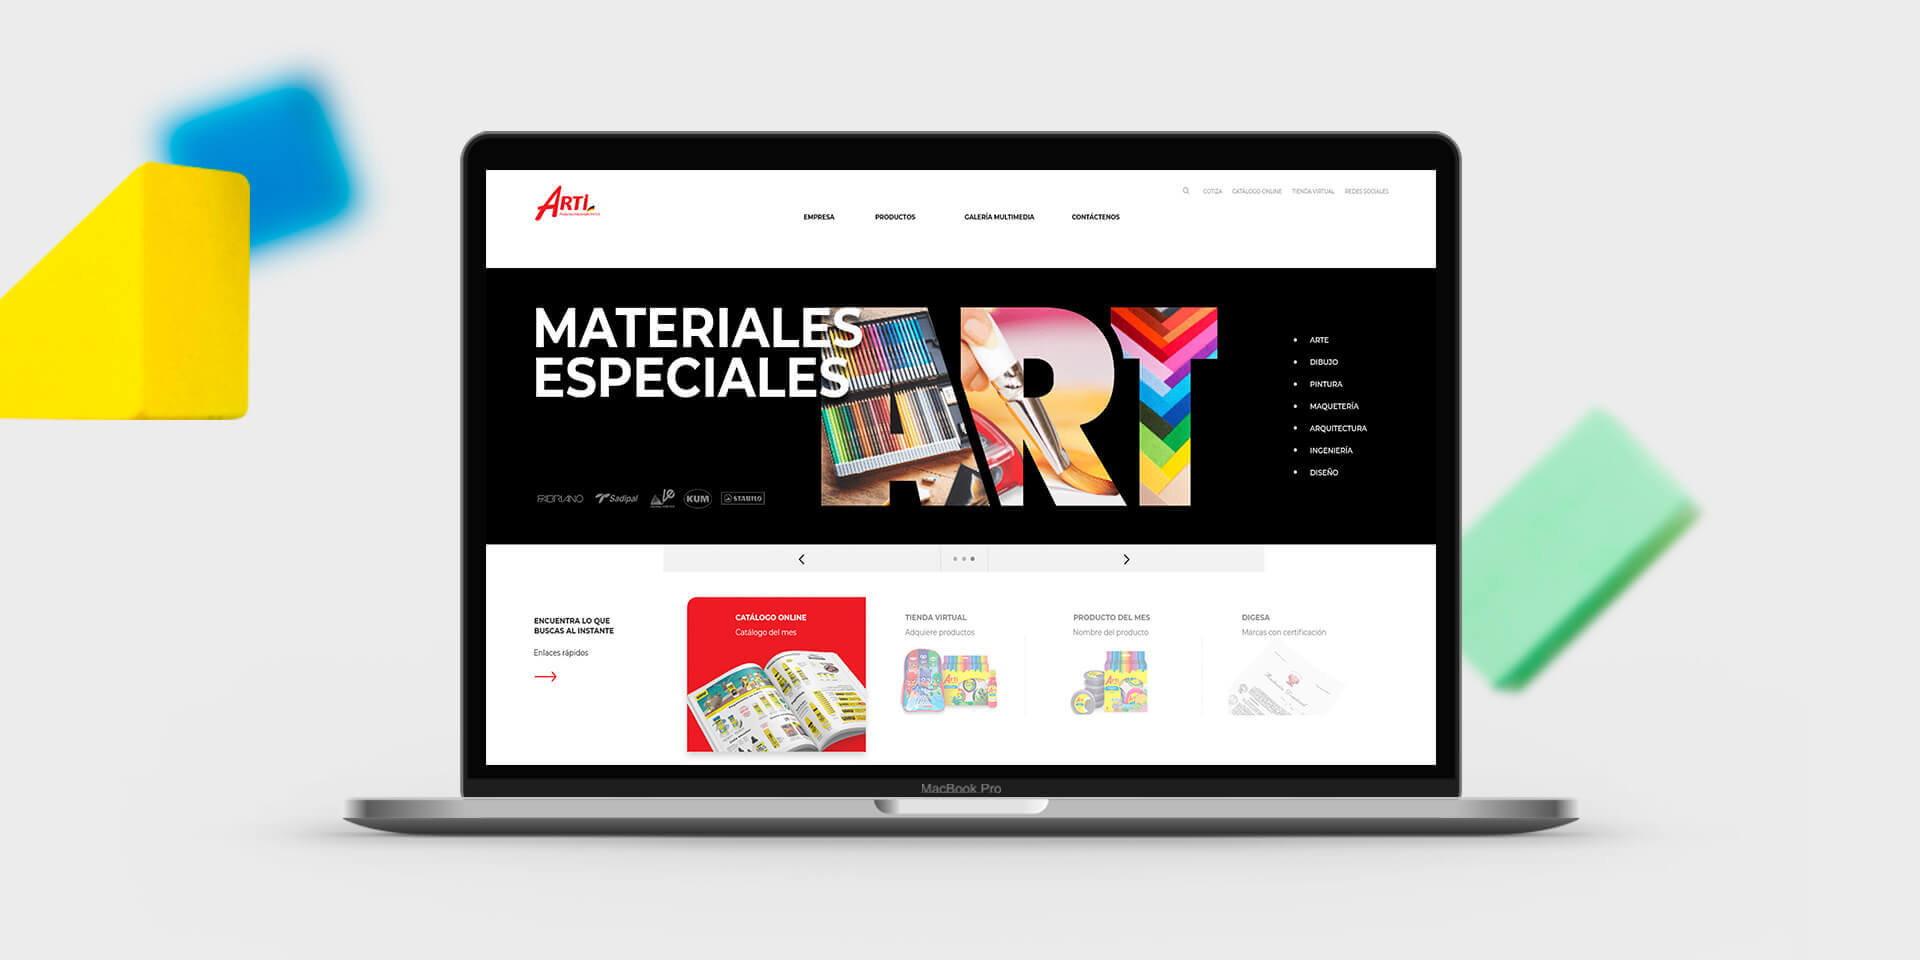 ARTI
COTIZA CATÁLOGO ONLINE TIENDA VIRTUAL REDES SOCIALES
EMPRESA PRODUCTOS GALERÍA MULTIMEDIA CONTÁCTENOS
MATERIALES
ESPECIALES
ART
• ARTE
• DIBUJO
• PINTURA
• MAQUETERÍA
• ARQUITECTURA
• INGENIERÍA
• DISEÑO
FABRIANO Sadipal KUM STABILO
ENCUENTRA LO QUE
BUSCAS AL INSTANTE
Enlaces rápidos
CATÁLOGO ONLINE
Catálogo del mes
TIENDA VIRTUAL
Adquiere productos
Arti
PRODUCTO DEL MES
Nombre del producto
Arti
DIGESA
Marcas con certificación
MacBook Pro